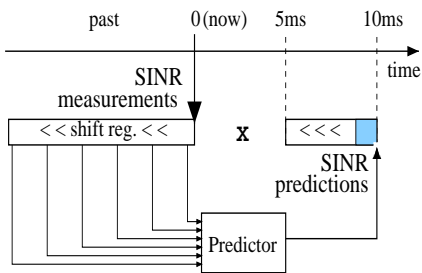 past
0 (now)
5ms
10ms
time
SINR
measurements
< < shift reg. < <
x
< < <
SINR
predictions
Predictor